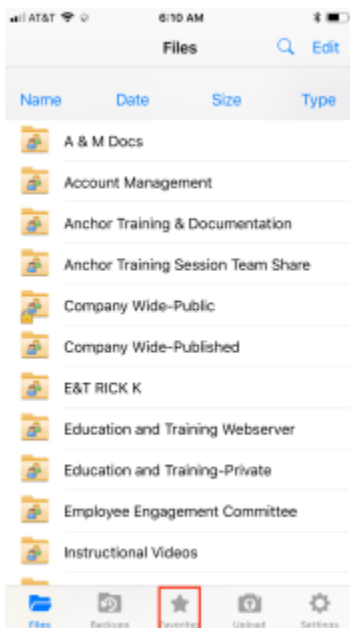 AT&T 6:10 AM
Files Edit
Name Date Size Type
A & M Docs
Account Management
Anchor Training & Documentation
Anchor Training Session Team Share
Company Wide-Public
Company Wide-Published
E&T RICK K
Education and Training Webserver
Education and Training-Private
Employee Engagement Committee
Instructional Videos
Files Backups Favorites Upload Settings